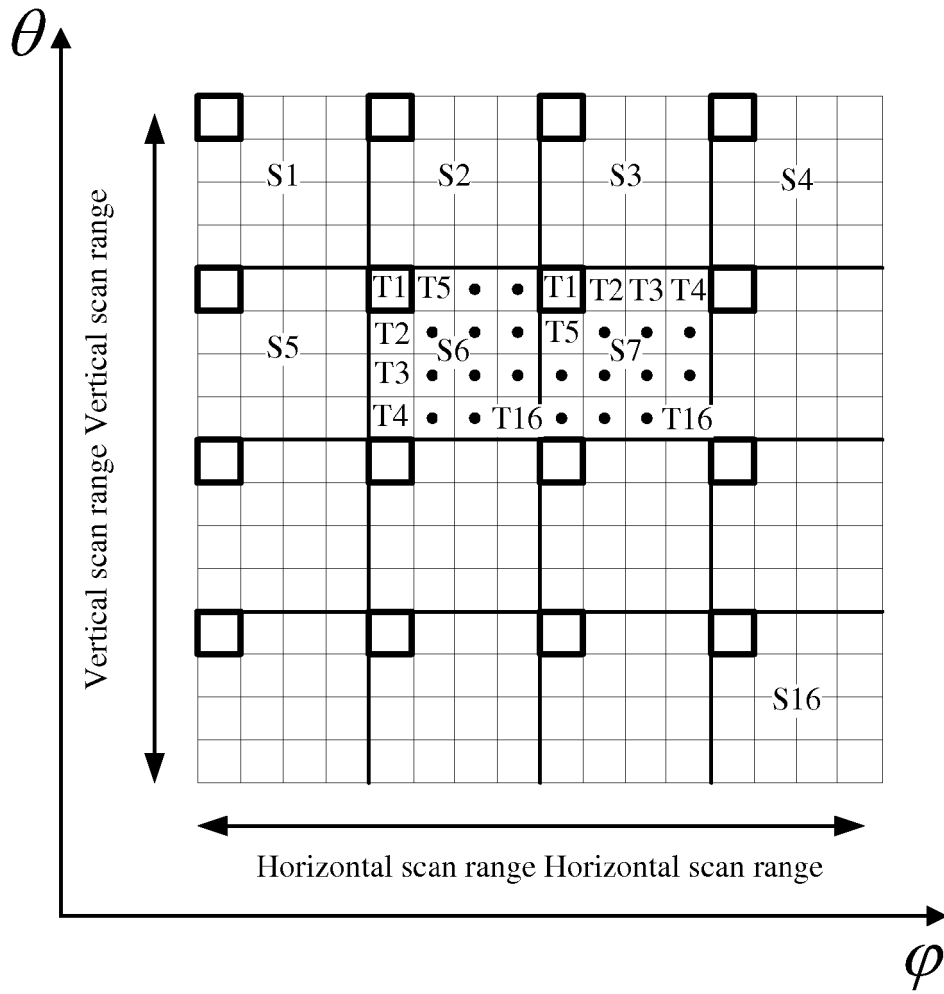 θ
S1 S2 S3 S4
Vertical scan range Vertical scan range
T1 T5 T1 T2 T3 T4
T2 T5
S5 S6 S7
T3
T4 T16 T16
S16
Horizontal scan range Horizontal scan range
φ